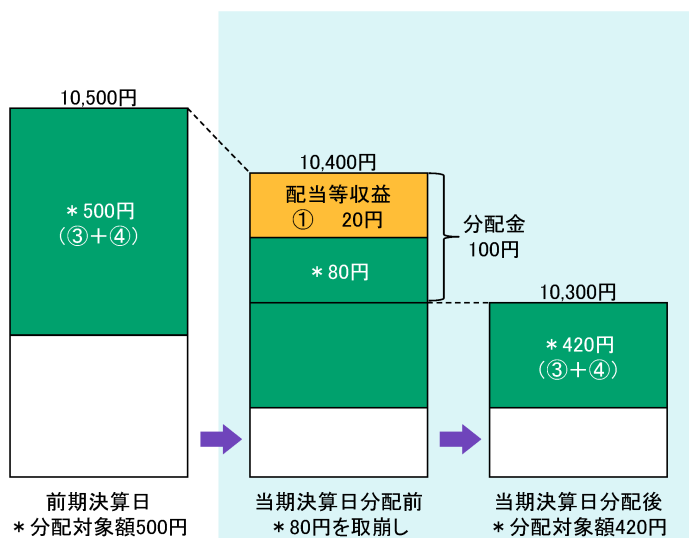 10,500円
＊500円
（③＋④）
前期決算日
＊分配対象額500円
10,400円
配当等収益
① 20円
＊80円
分配金
100円
当期決算日分配前
＊80円を取崩し
10,300円
＊420円
（③＋④）
当期決算日分配後
＊分配対象額420円